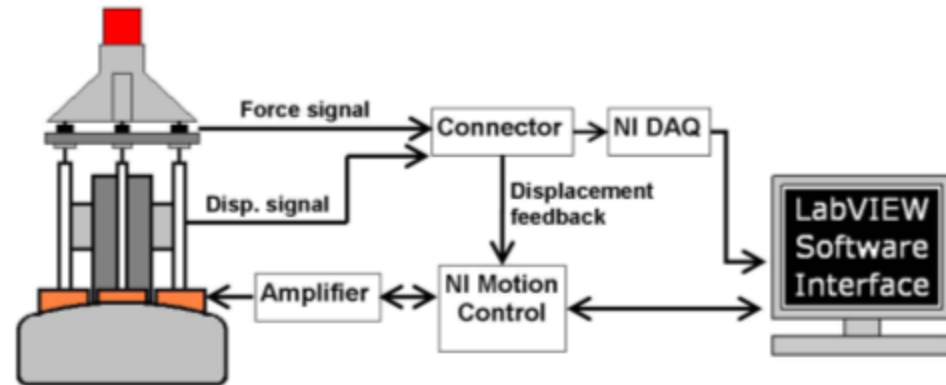 Force signal
Connector
NI DAQ
Disp. signal
Displacement
feedback
LabVIEW
Software
Interface
Amplifier
NI Motion
Control